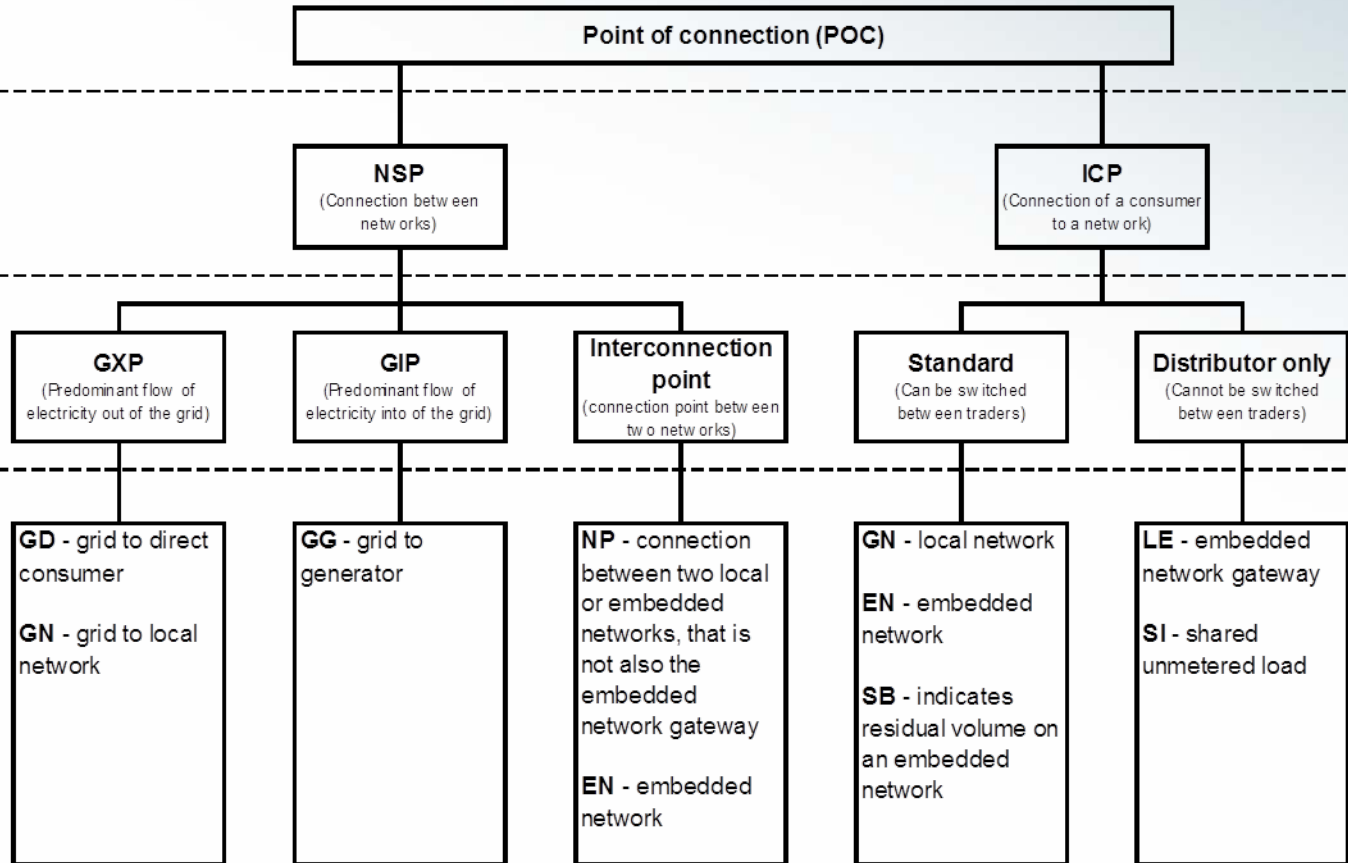 Point of connection (POC)
NSP
(Connection between
networks)
ICP
(Connection of a consumer
to a network)
GXP
(Predominant flow of
electricity out of the grid)
GIP
(Predominant flow of
electricity into of the grid)
Interconnection
point
(connection point between
two networks)
Standard
(Can be switched
between traders)
Distributor only
(Cannot be switched
between traders)
GD - grid to direct
consumer
GN - grid to local
network
GG - grid to
generator
NP - connection
between two local
or embedded
networks, that is
not also the
embedded
network gateway
EN - embedded
network
GN - local network
EN - embedded
network
SB - indicates
residual volume on
an embedded
network
LE - embedded
network gateway
SI - shared
unmetered load